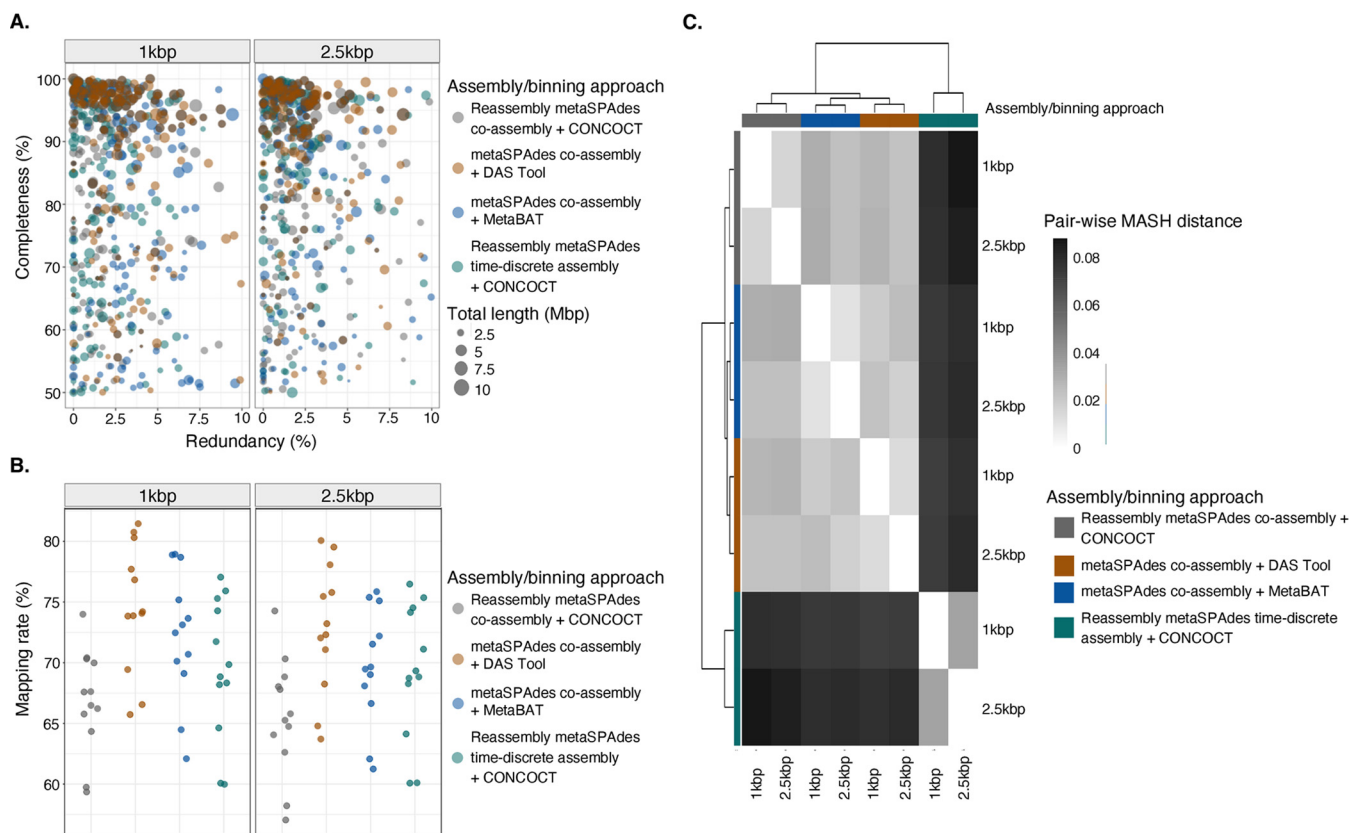 A.
1kbp
2.5kbp
100
90
80
70
60
50
Completeness (%)
0
2.5
5
7.5
10
0
2.5
5
7.5
10
Redundancy (%)
Assembly/binning approach
Reassembly metaSPAdes
co-assembly + CONCOCT
metaSPAdes co-assembly
+ DAS Tool
metaSPAdes co-assembly
+ MetaBAT
Reassembly metaSPAdes
time-discrete assembly
+ CONCOCT
Total length (Mbp)
2.5
5
7.5
10
B.
1kbp
2.5kbp
80
75
70
65
60
Mapping rate (%)
Assembly/binning approach
Reassembly metaSPAdes
co-assembly + CONCOCT
metaSPAdes co-assembly
+ DAS Tool
metaSPAdes co-assembly
+ MetaBAT
Reassembly metaSPAdes
time-discrete assembly
+ CONCOCT
C.
Assembly/binning approach
1kbp
2.5kbp
1kbp
2.5kbp
1kbp
2.5kbp
1kbp
2.5kbp
1kbp
2.5kbp
1kbp
2.5kbp
1kbp
2.5kbp
1kbp
2.5kbp
Pair-wise MASH distance
0.08
0.06
0.04
0.02
0
Assembly/binning approach
Reassembly metaSPAdes co-assembly +
CONCOCT
metaSPAdes co-assembly + DAS Tool
metaSPAdes co-assembly + MetaBAT
Reassembly metaSPAdes time-discrete
assembly + CONCOCT